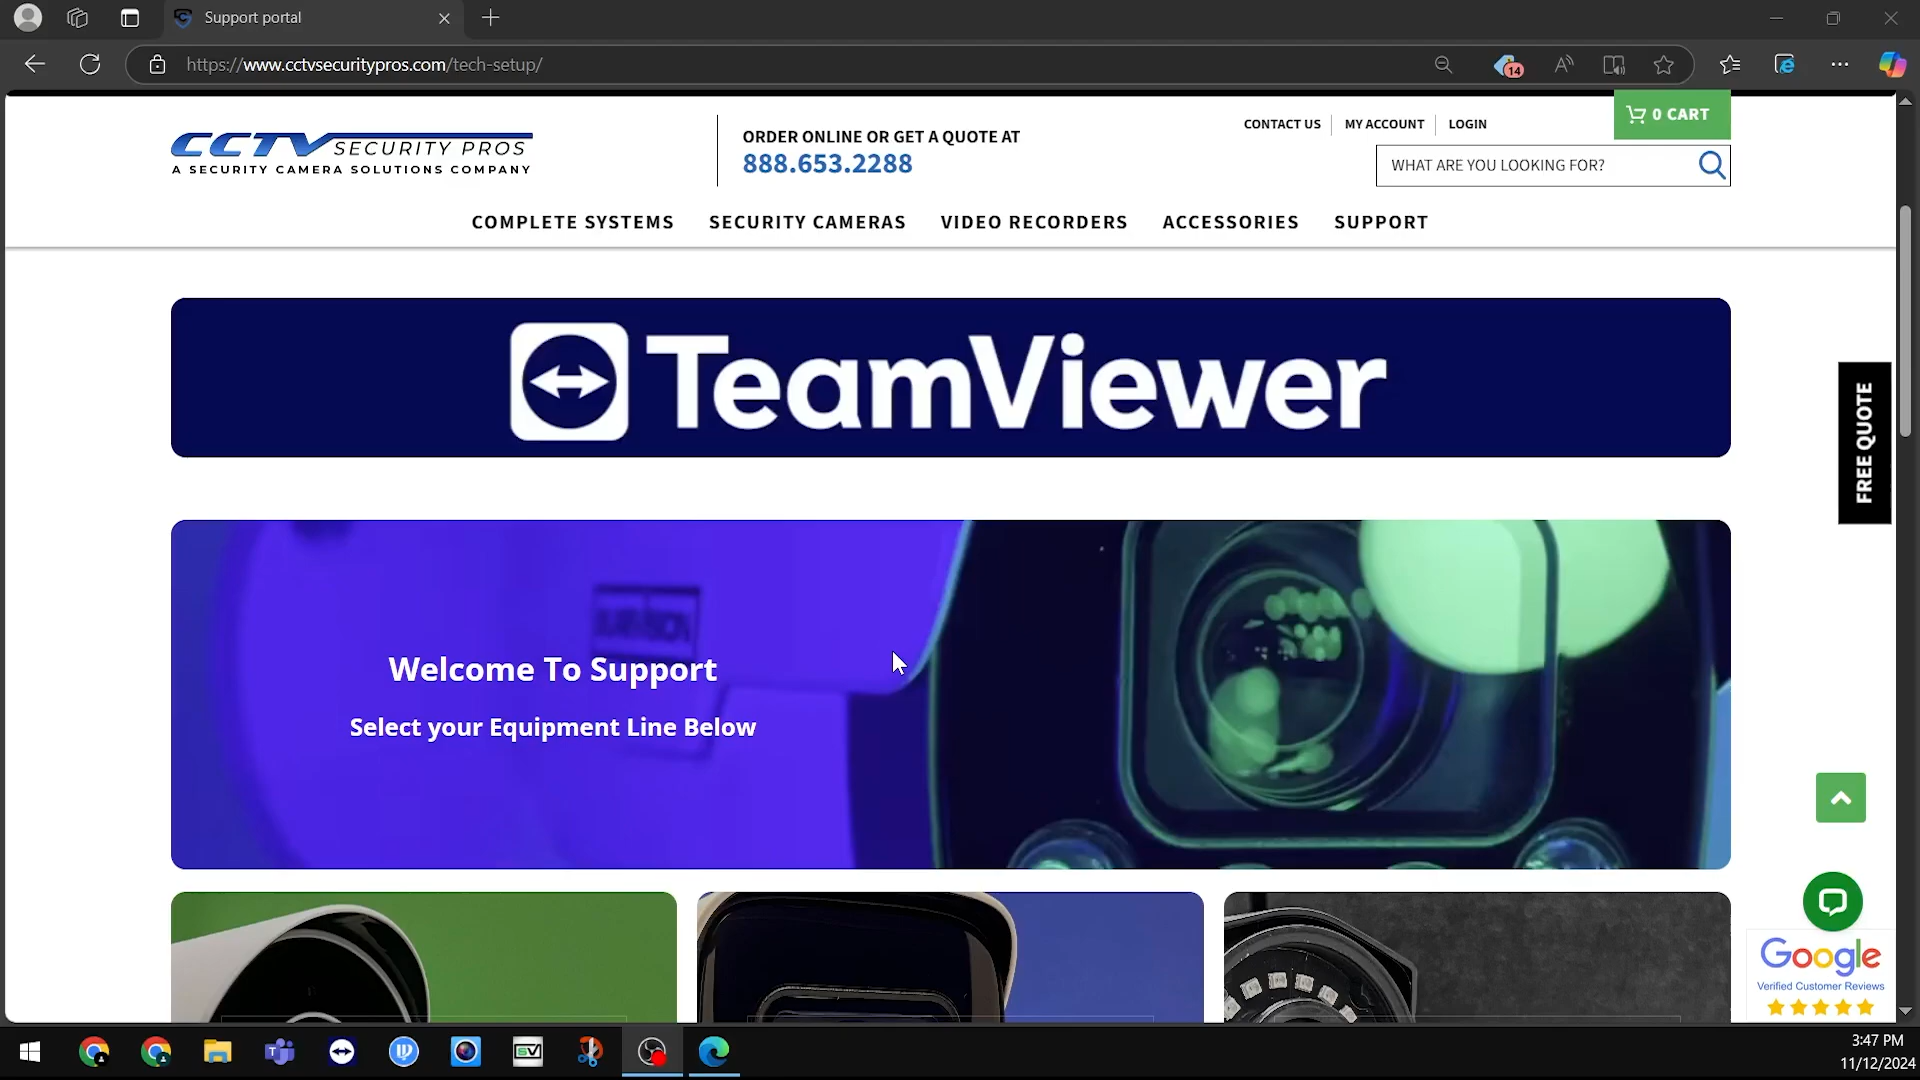 Support portal
https://www.cctvsecuritypros.com/tech-setup/
14
CCTV SECURITY PROS
A SECURITY CAMERA SOLUTIONS COMPANY
ORDER ONLINE OR GET A QUOTE AT
888.653.2288
CONTACT US
MY ACCOUNT
LOGIN
0 CART
WHAT ARE YOU LOOKING FOR?
COMPLETE SYSTEMS
SECURITY CAMERAS
VIDEO RECORDERS
ACCESSORIES
SUPPORT
TeamViewer
FREE QUOTE
Welcome To Support
Select your Equipment Line Below
Google
Verified Customer Reviews
SV
3:47 PM
11/12/2024